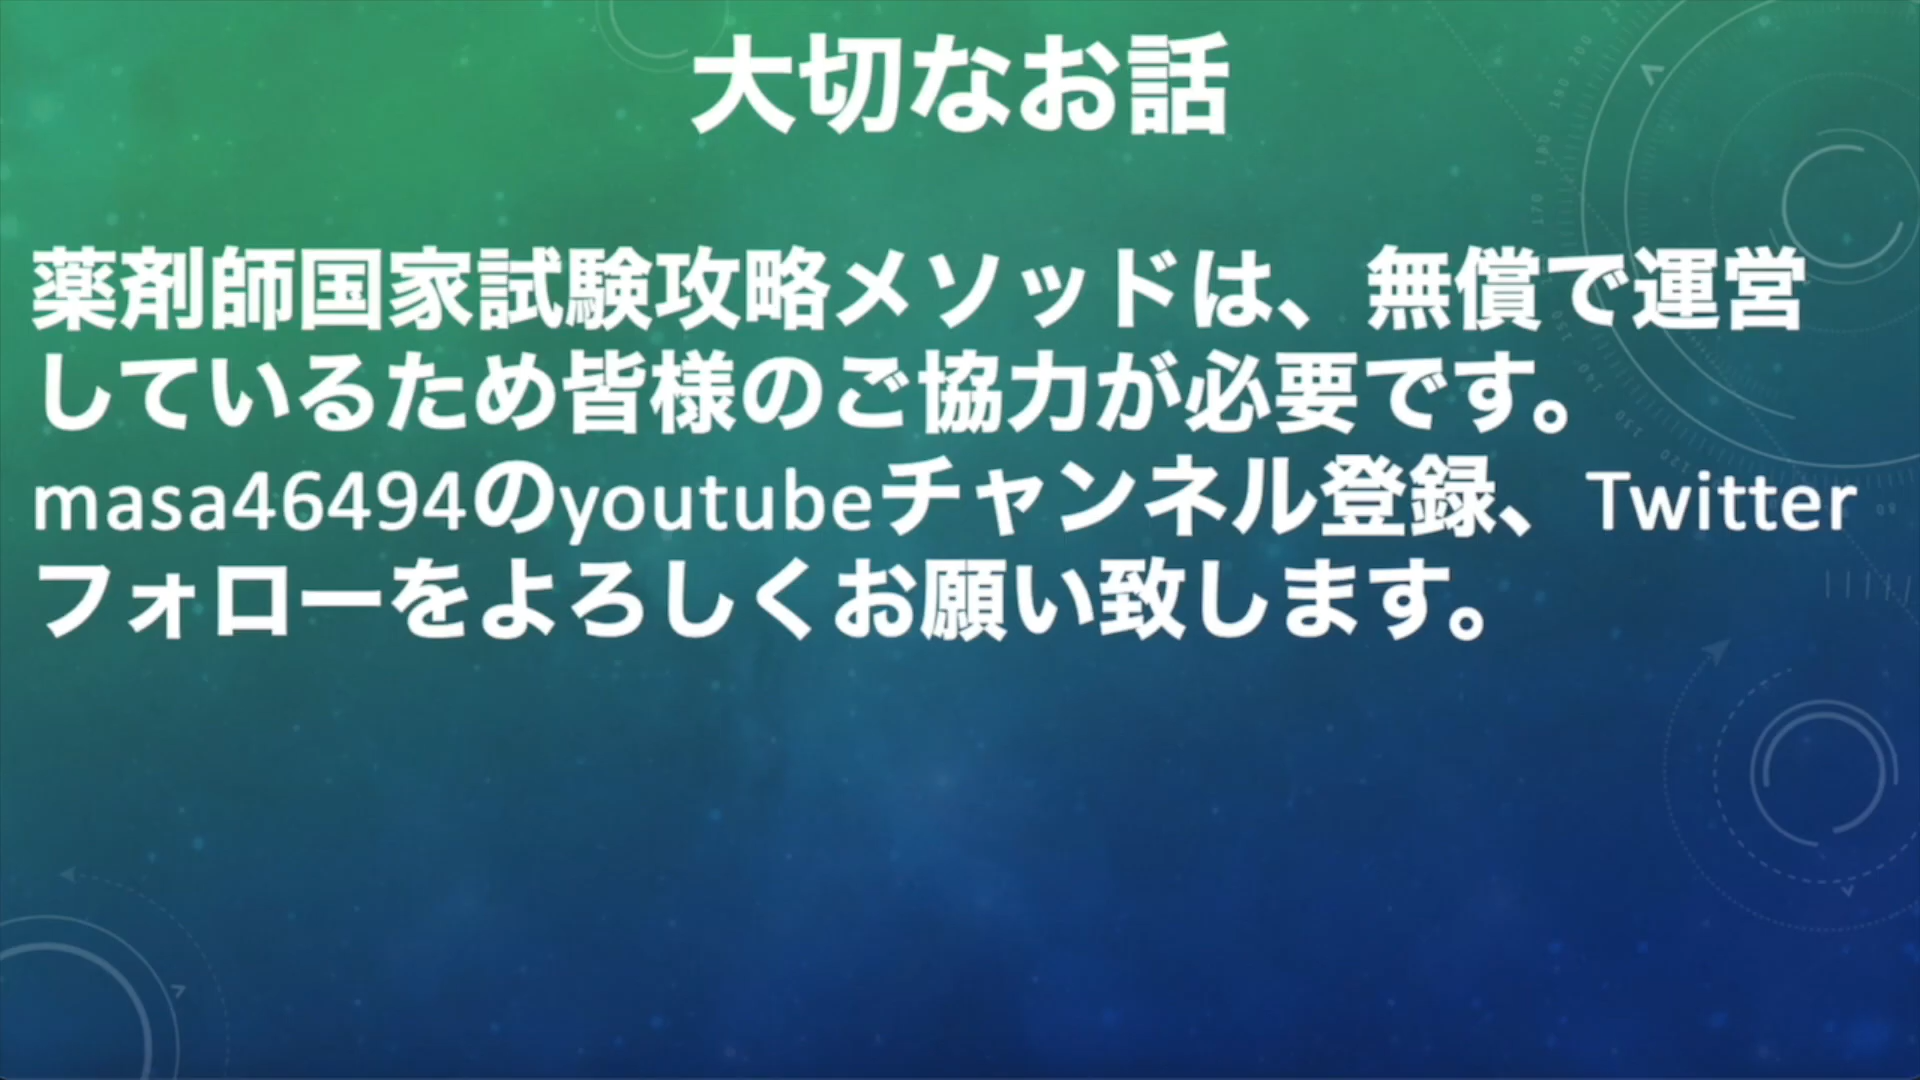 大切なお話
薬剤師国家試験攻略メソッドは、無償で運営
しているため皆様のご協力が必要です。
masa46494のyoutubeチャンネル登録、Twitter
フォローをよろしくお願い致します。